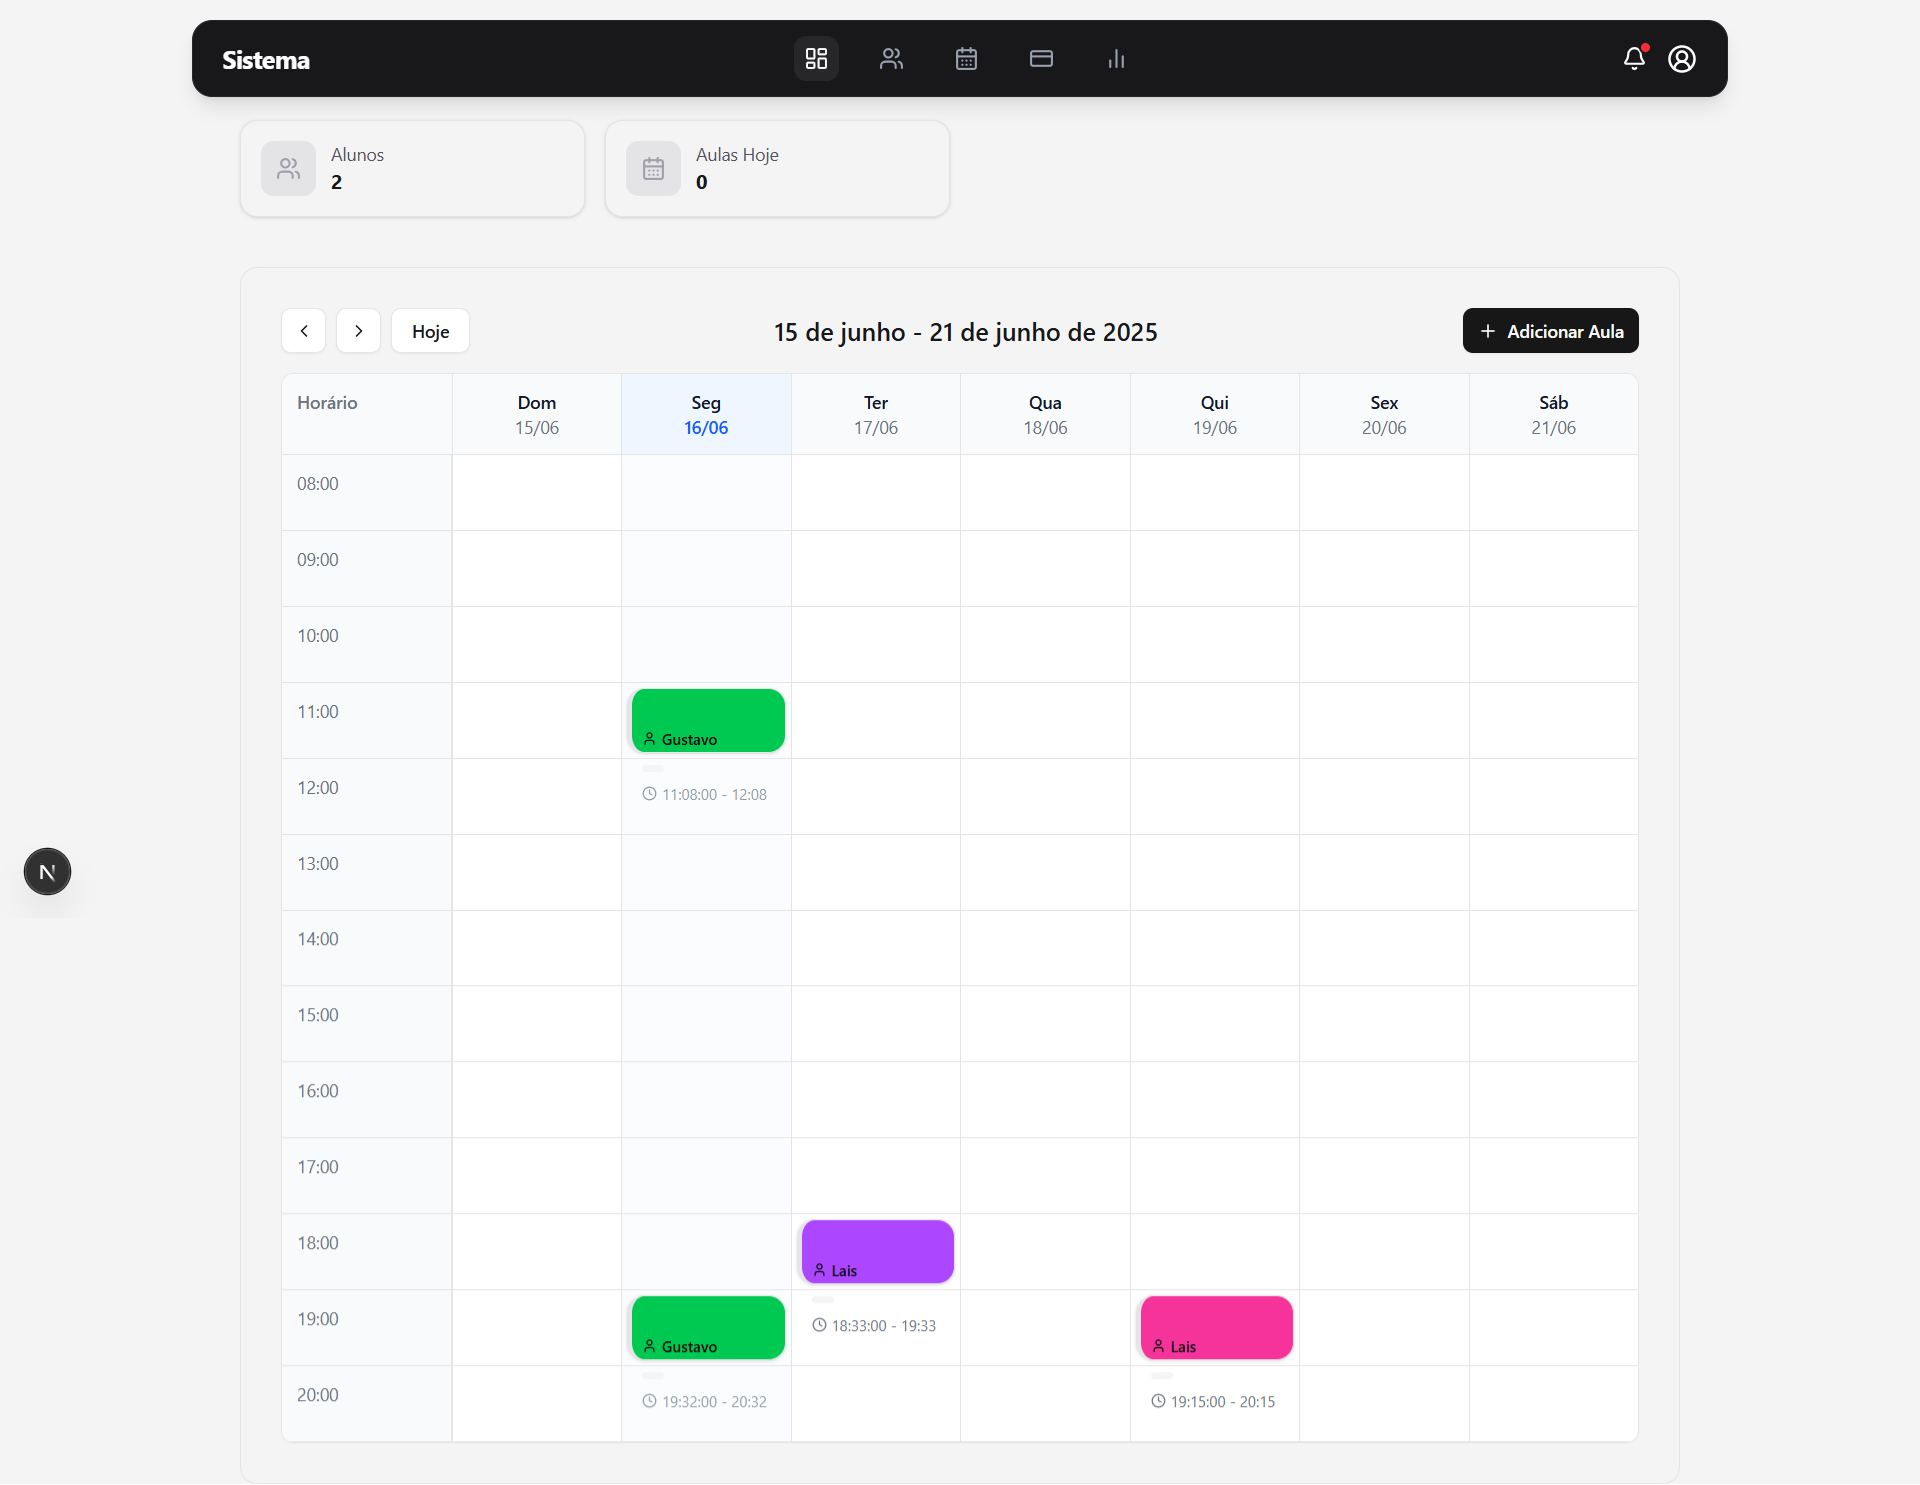 Sistema
Alunos
2
Aulas Hoje
0
Hoje
15 de junho - 21 de junho de 2025
Adicionar Aula
Horário
Dom
15/06
Seg
16/06
Ter
17/06
Qua
18/06
Qui
19/06
Sex
20/06
Sáb
21/06
08:00
09:00
10:00
11:00
Gustavo
12:00
11:08:00 - 12:08
13:00
14:00
15:00
16:00
17:00
18:00
Lais
19:00
Gustavo
18:33:00 - 19:33
Lais
20:00
19:32:00 - 20:32
19:15:00 - 20:15
N